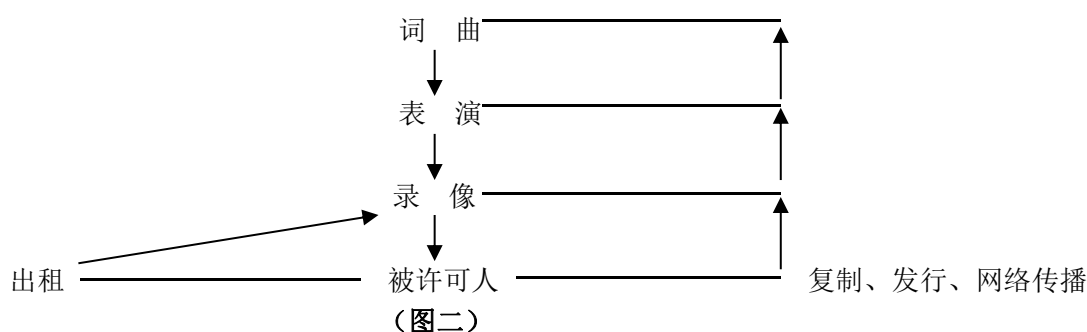 词 曲
表 演
录 像
出租 被许可人 复制、发行、网络传播
（图二）